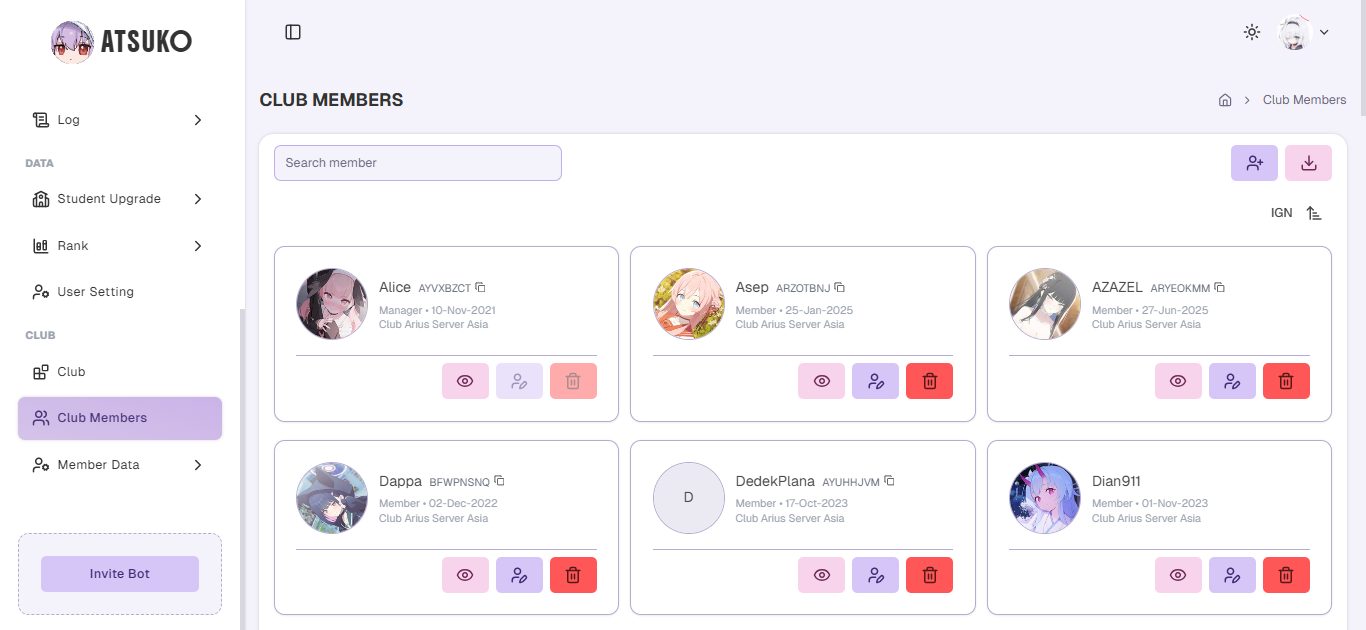 ATSUKO
Log
DATA
Student Upgrade
Rank
User Setting
CLUB
Club
Club Members
Member Data
Invite Bot
CLUB MEMBERS
Club Members
Search member
IGN
Alice AYVXBZCT
Manager • 10-Nov-2021
Club Arius Server Asia
Asep ARZOTBNJ
Member • 25-Jan-2025
Club Arius Server Asia
AZAZEL ARYEOKMM
Member • 27-Jun-2025
Club Arius Server Asia
Dappa BFWPNSNQ
Member • 02-Dec-2022
Club Arius Server Asia
D
DedekPlana AYUHHJVM
Member • 17-Oct-2023
Club Arius Server Asia
Dian911
Member • 01-Nov-2023
Club Arius Server Asia